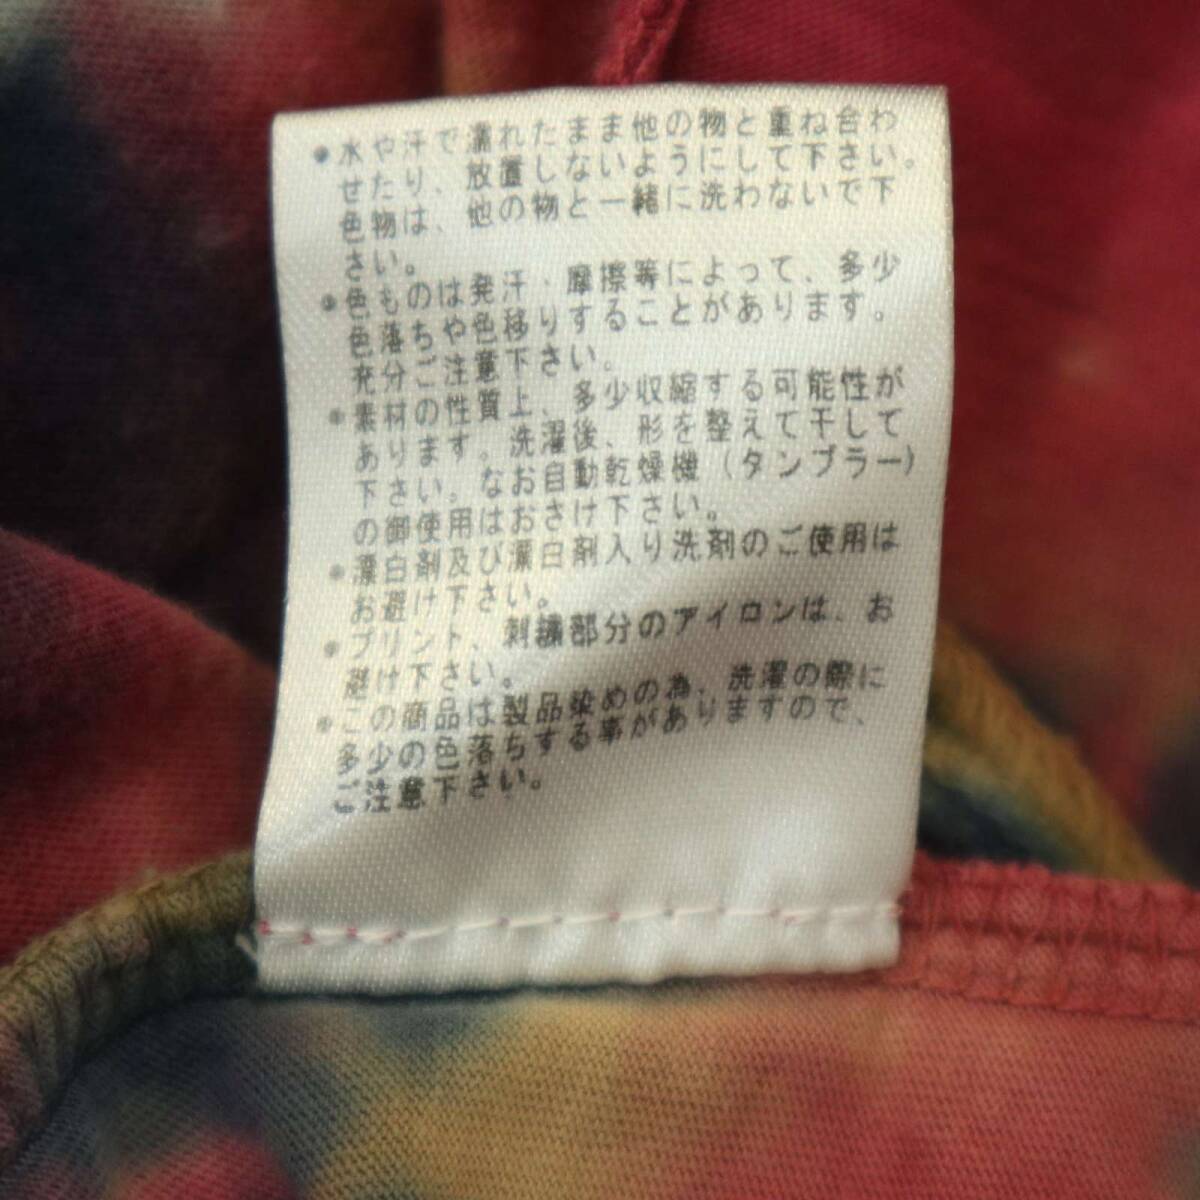 ●水や汗で濡れたまま他の物と重ね合わ
せたり、放置しないようにして下さい。
色物は、他の物と一緒に洗わないで下
さい。
●色ものは発汗・摩擦等によって、多少
色落ちや色移りすることがあります。
充分ご注意下さい。
●素材の性質上、多少収縮する可能性が
あります。洗濯後、形を整えて干して
下さい。なお自動乾燥機(タンブラー)
の御使用はおさけ下さい。
●漂白剤及び漂白剤入り洗剤のご使用は
お避け下さい。
●プリント、刺繍部分のアイロンは、お
避け下さい。
●この商品は製品染めの為、洗濯の際に
多少の色落ちする事がありますので、
ご注意下さい。